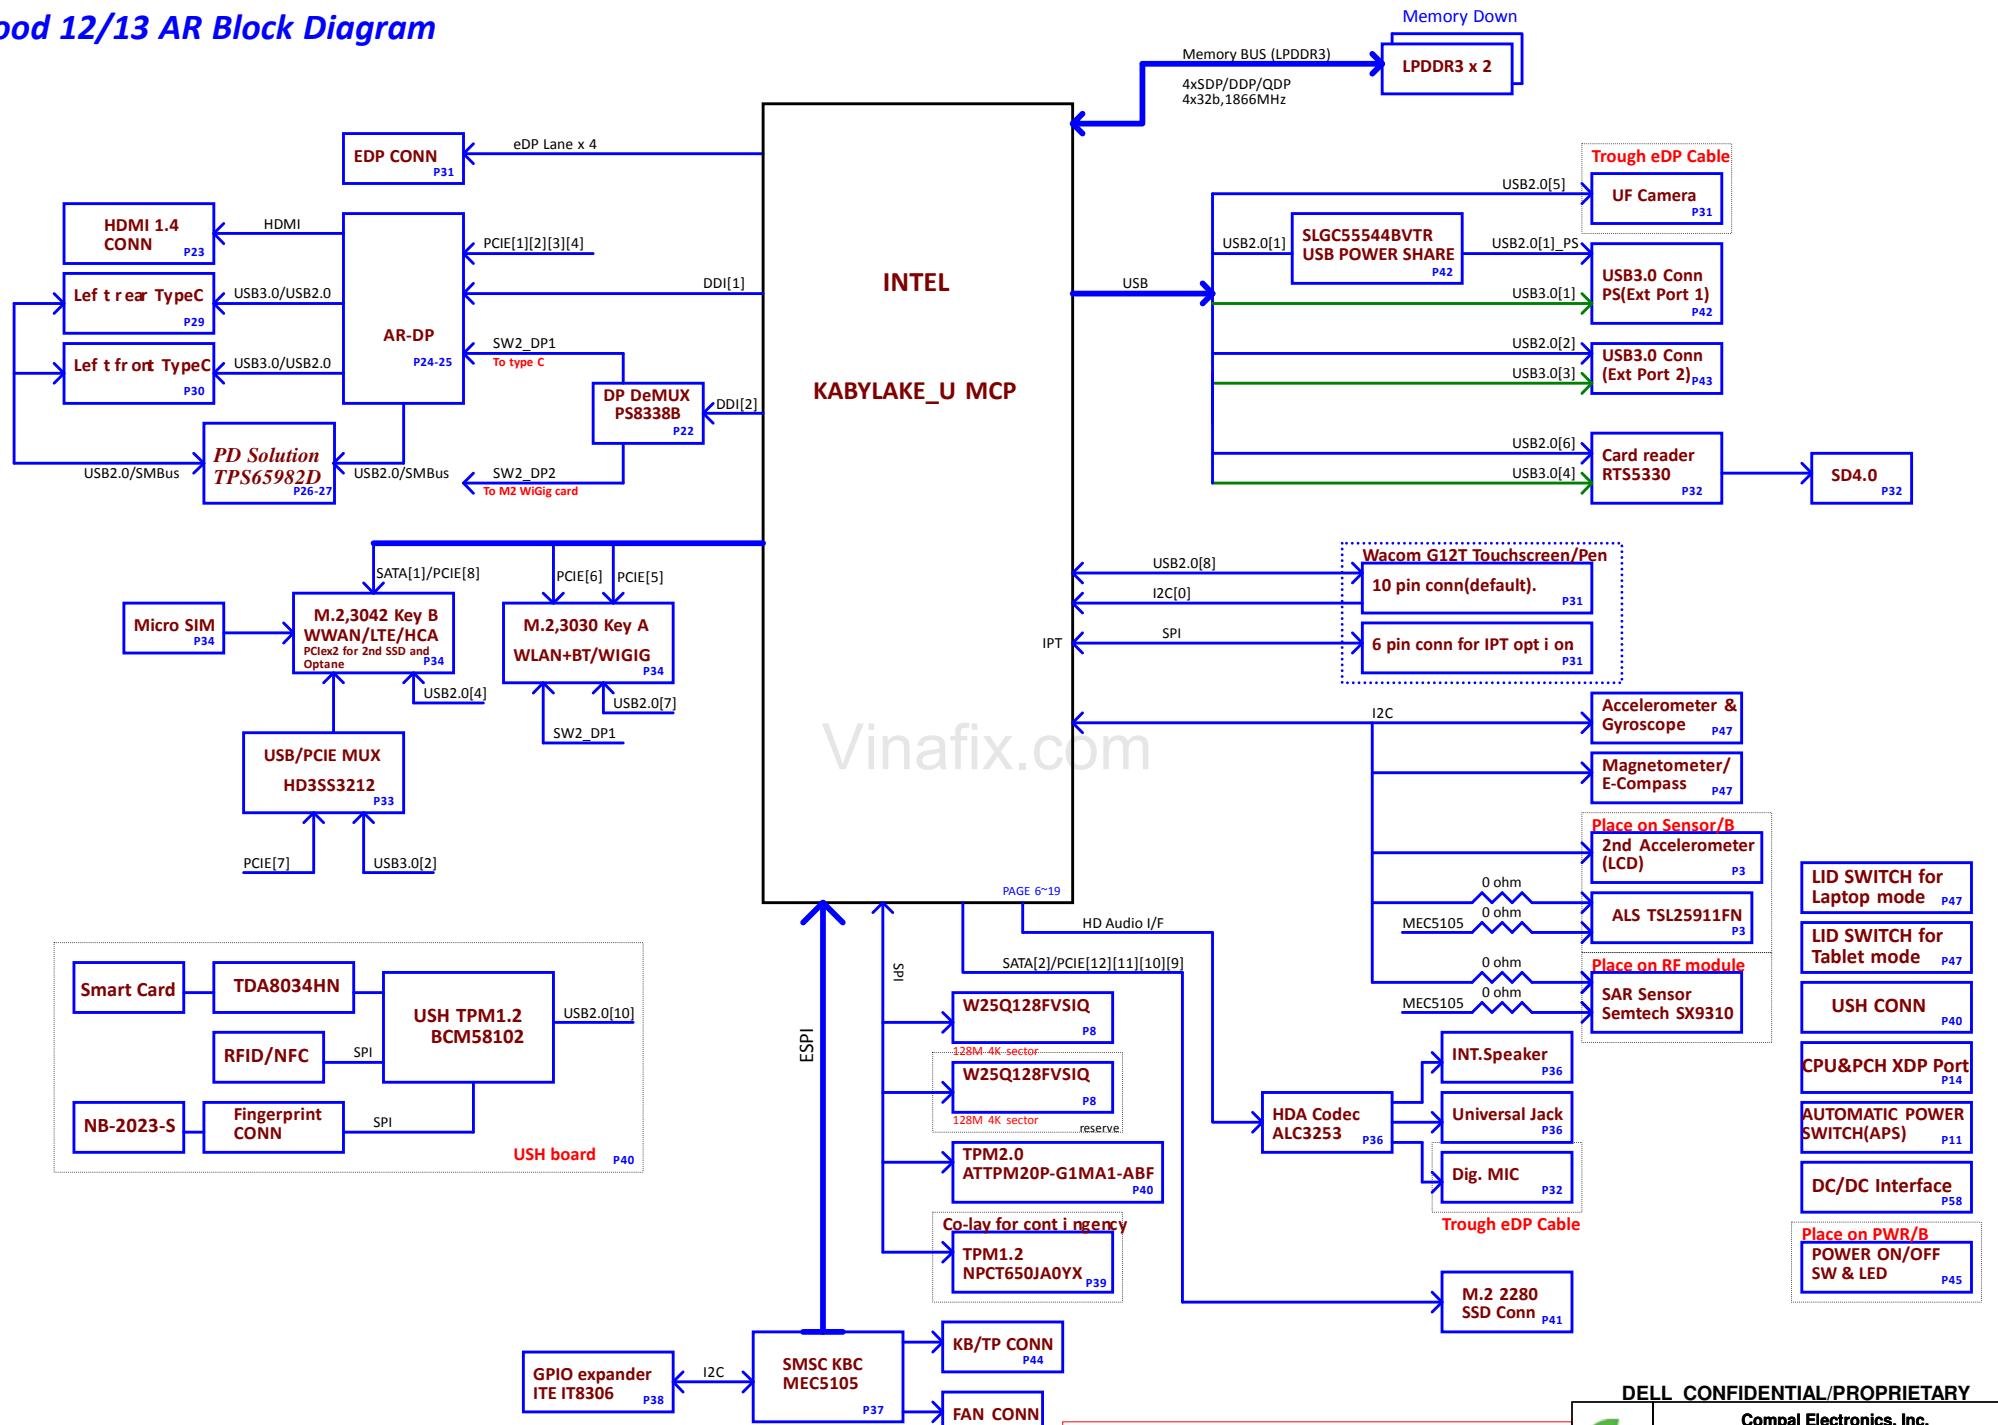 ood 12/13 AR Block Diagram
Memory Down
Memory BUS (LPDDR3)
LPDDR3 x 2
4xSDP/DDP/QDP
4x32b,1866MHz
eDP Lane x 4
EDP CONN
P31
HDMI 1.4
CONN
P23
HDMI
PCIE[1][2][3][4]
DDI[1]
Left rear TypeC
P29
USB3.0/USB2.0
AR-DP
P24-25
SW2_DP1
To type C
Left front TypeC
P30
USB3.0/USB2.0
DP DeMUX
PS8338B
P22
DDI[2]
PD Solution
TPS65982D
P26-27
USB2.0/SMBus
USB2.0/SMBus
SW2_DP2
To M2 WiGig card
INTEL
KABYLAKE_U MCP
PAGE 6~19
USB
Trough eDP Cable
USB2.0[5]
UF Camera
P31
USB2.0[1]
SLGC55544BVTR
USB POWER SHARE
P42
USB2.0[1]_PS
USB3.0 Conn
PS(Ext Port 1)
P42
USB3.0[1]
USB2.0[2]
USB3.0 Conn
(Ext Port 2)
P43
USB3.0[3]
USB2.0[6]
Card reader
RTS5330
P32
USB3.0[4]
SD4.0
P32
SATA[1]/PCIE[8]
PCIE[6]
PCIE[5]
Micro SIM
P34
M.2,3042 Key B
WWAN/LTE/HCA
PCIex2 for 2nd SSD and
Optane
P34
M.2,3030 Key A
WLAN+BT/WIGIG
P34
USB2.0[4]
USB2.0[7]
SW2_DP1
USB/PCIE MUX
HD3SS3212
P33
PCIE[7]
USB3.0[2]
USB2.0[8]
I2C[0]
IPT
SPI
Wacom G12T Touchscreen/Pen
10 pin conn(default).
P31
6 pin conn for IPT option
P31
I2C
Accelerometer &
Gyroscope
P47
Magnetometer/
E-Compass
P47
Place on Sensor/B
2nd Accelerometer
(LCD)
P3
0 ohm
MEC5105
0 ohm
ALS TSL25911FN
P3
Place on RF module
0 ohm
MEC5105
0 ohm
SAR Sensor
Semtech SX9310
LID SWITCH for
Laptop mode
P47
LID SWITCH for
Tablet mode
P47
USH CONN
P40
CPU&PCH XDP Port
P14
AUTOMATIC POWER
SWITCH(APS)
P11
DC/DC Interface
P58
Place on PWR/B
POWER ON/OFF
SW & LED
P45
Vinafix.com
HD Audio I/F
SATA[2]/PCIE[12][11][10][9]
SPI
ESPI
Smart Card
TDA8034HN
USH TPM1.2
BCM58102
USB2.0[10]
RFID/NFC
SPI
NB-2023-S
Fingerprint
CONN
SPI
USH board
P40
W25Q128FVSIQ
P8
128M 4K sector
W25Q128FVSIQ
P8
128M 4K sector
reserve
TPM2.0
ATTPM20P-G1MA1-ABF
P40
Co-lay for contingency
TPM1.2
NPCT650JA0YX
P39
HDA Codec
ALC3253
P36
INT.Speaker
P36
Universal Jack
P36
Dig. MIC
P32
Trough eDP Cable
M.2 2280
SSD Conn
P41
GPIO expander
ITE IT8306
P38
I2C
SMSC KBC
MEC5105
P37
KB/TP CONN
P44
FAN CONN
DELL CONFIDENTIAL/PROPRIETARY
Compal Electronics, Inc.